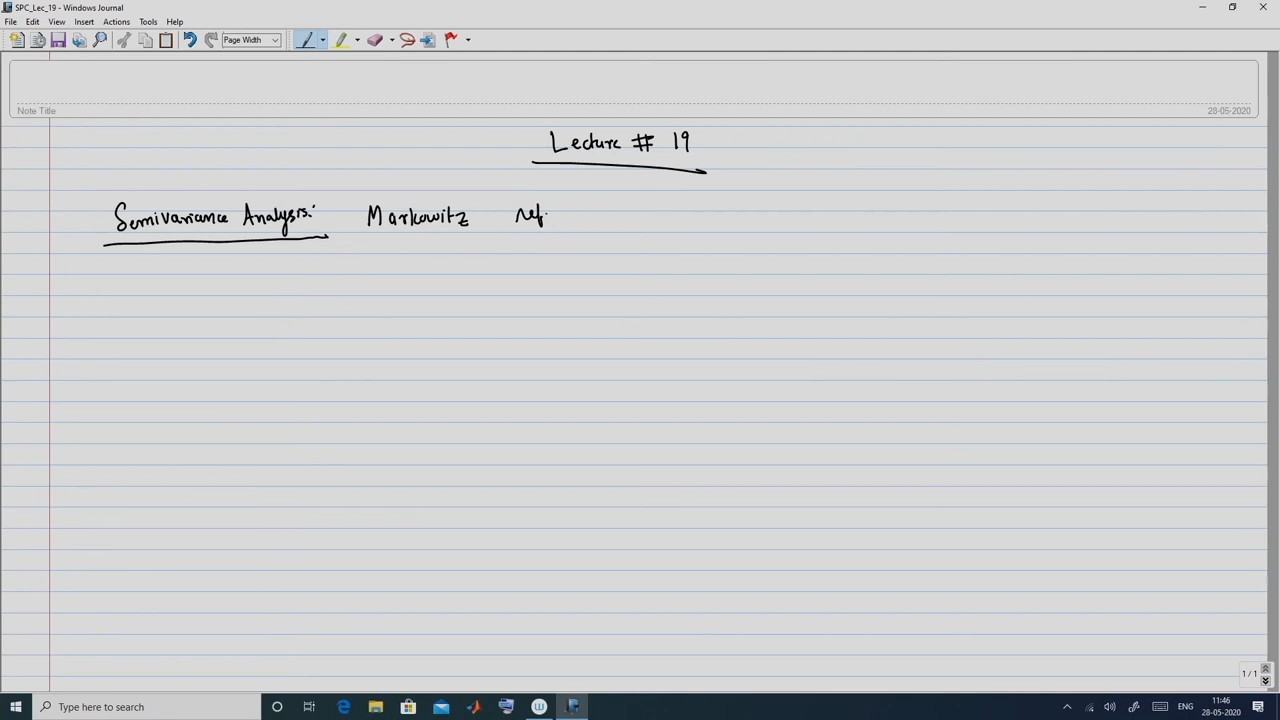 SPC_Lec_19 - Windows Journal
File Edit View Insert Actions Tools Help
Page Width
Note Title
28-05-2020
Lecture # 19
Semivariance Analysis: Markowitz ref
1 / 1
Type here to search
ENG
11:46
28-05-2020